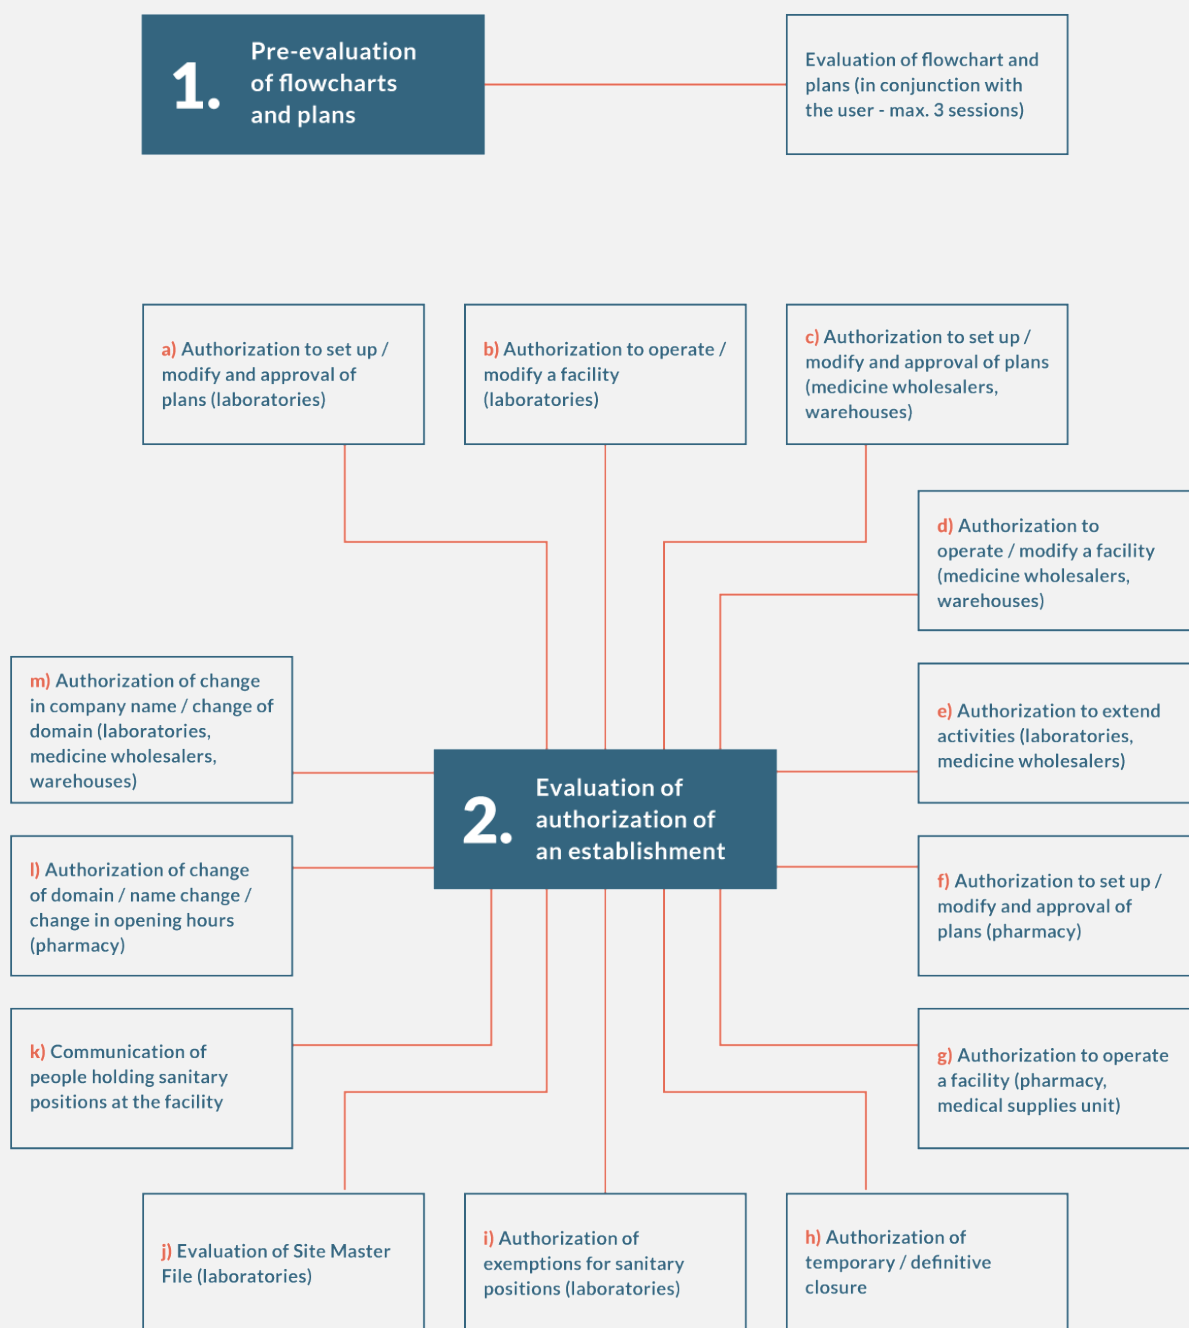 1.
Pre-evaluation
of flowcharts
and plans
Evaluation of flowchart and
plans (in conjunction with
the user - max. 3 sessions)
a) Authorization to set up /
modify and approval of
plans (laboratories)
b) Authorization to operate /
modify a facility
(laboratories)
c) Authorization to set up /
modify and approval of plans
(medicine wholesalers,
warehouses)
d) Authorization to
operate / modify a facility
(medicine wholesalers,
warehouses)
m) Authorization of change
in company name / change of
domain (laboratories,
medicine wholesalers,
warehouses)
e) Authorization to extend
activities (laboratories,
medicine wholesalers)
2.
Evaluation of
authorization of
an establishment
l) Authorization of change
of domain / name change /
change in opening hours
(pharmacy)
f) Authorization to set up /
modify and approval of
plans (pharmacy)
k) Communication of
people holding sanitary
positions at the facility
g) Authorization to operate
a facility (pharmacy,
medical supplies unit)
j) Evaluation of Site Master
File (laboratories)
i) Authorization of
exemptions for sanitary
positions (laboratories)
h) Authorization of
temporary / definitive
closure